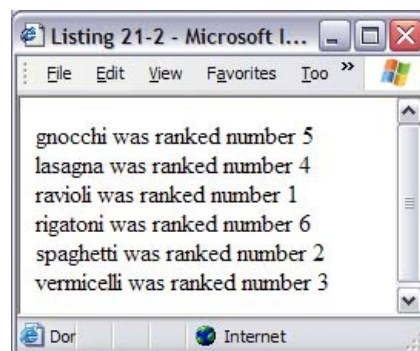 Listing 21-2 - Microsoft I...
File Edit View Favorites Too »
gnocchi was ranked number 5
lasagna was ranked number 4
ravioli was ranked number 1
rigatoni was ranked number 6
spaghetti was ranked number 2
vermicelli was ranked number 3
Dor Internet